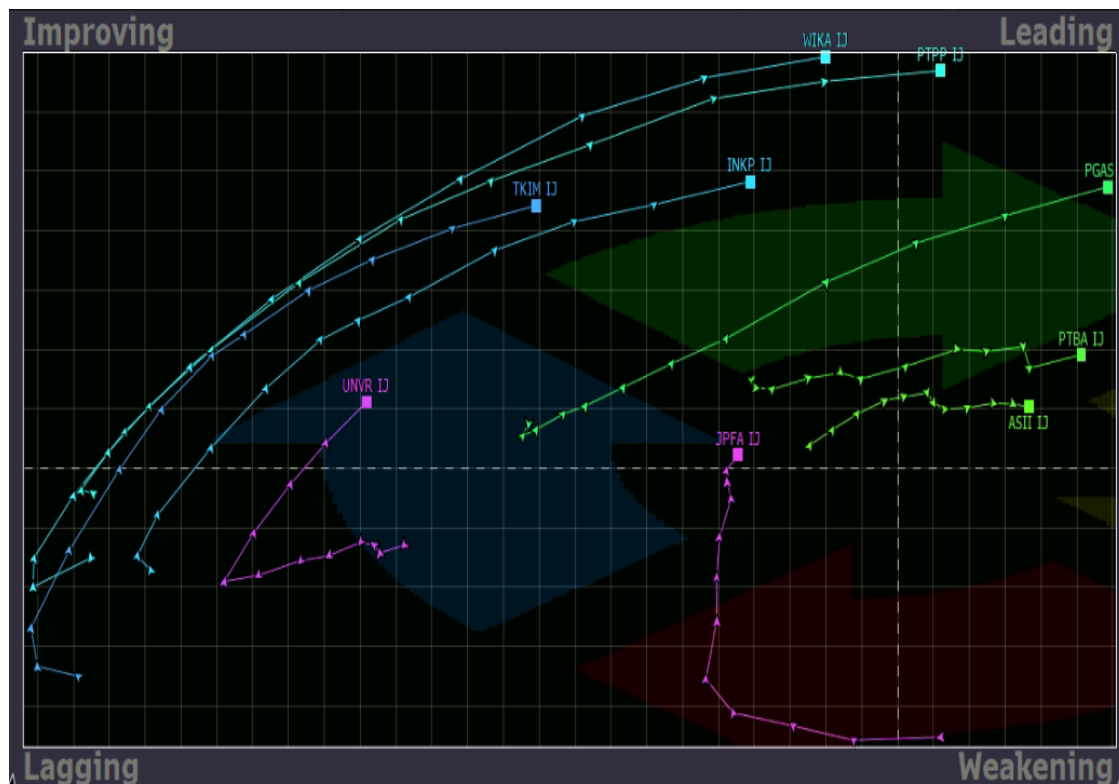 Improving
Leading
WIKA IJ
PTPP IJ
PGAS
INKP IJ
TKIM IJ
PTBA IJ
UNVR IJ
ASII IJ
JPFA IJ
Lagging
Weakening